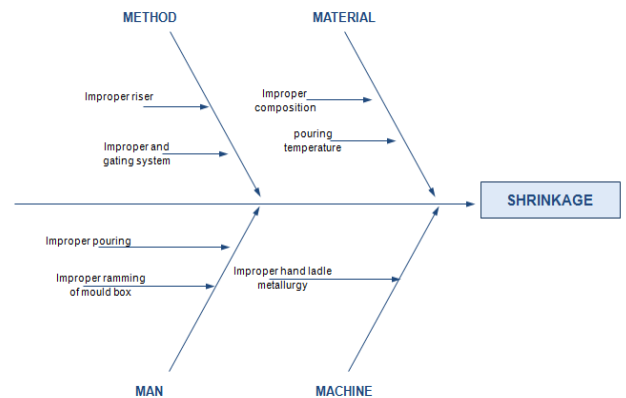 METHOD
MATERIAL
Improper riser
Improper
composition
Improper and
gating system
pouring
temperature
SHRINKAGE
Improper pouring
Improper ramming
of mould box
Improper hand ladle
metallurgy
MAN
MACHINE